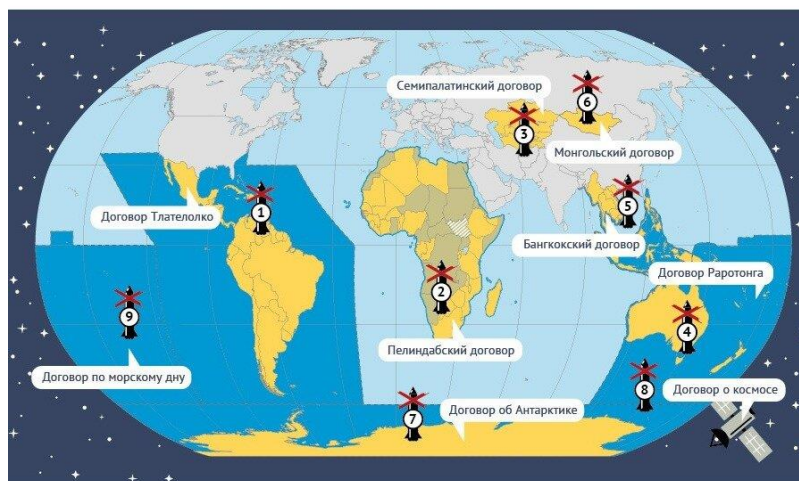 Семипалатинский договор
6
3
Монгольский договор
Договор Тлателолко
1
5
Бангкокский договор
Договор Раротонга
2
9
4
Пелиндабский договор
Договор по морскому дну
8
Договор о космосе
7
Договор об Антарктике